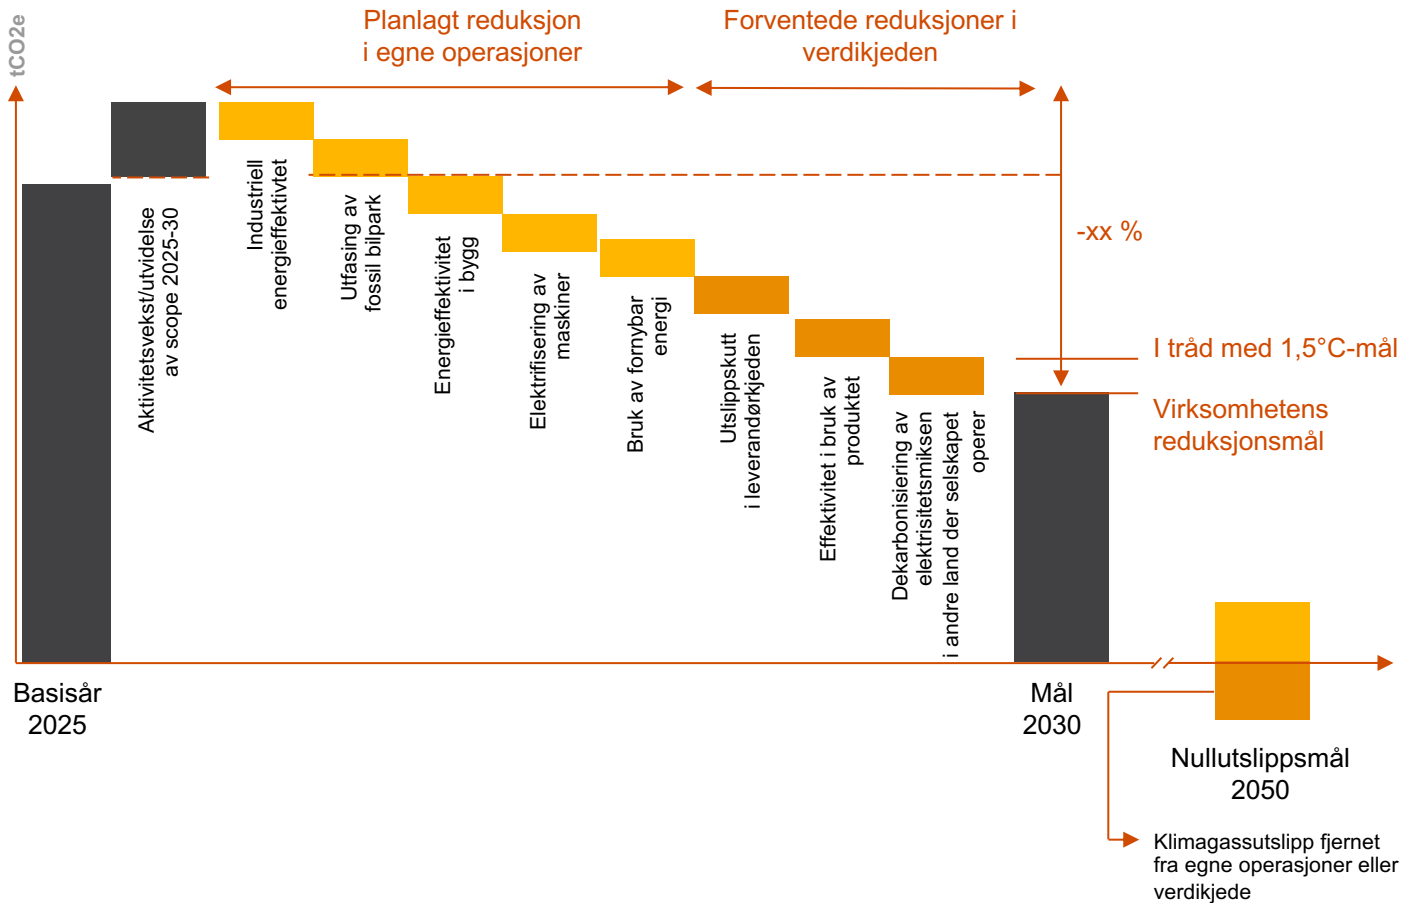 tCO2e
Planlagt reduksjon
i egne operasjoner
Forventede reduksjoner i
verdikjeden
Aktivitetsvekst/utvidelse
av scope 2025-30
Industriell
energieffektivtet
Utfasing av
fossil bilpark
Energieffektivitet
i bygg
Elektrifisering av
maskiner
Bruk av fornybar
energi
Utslippskutt
i leverandørkjeden
Effektivitet i bruk av
produktet
Dekarbonisiering av
elektrisitetsmiksen
i andre land der selskapet
operer
-xx %
I tråd med 1,5°C-mål
Virksomhetens
reduksjonsmål
Basisår
2025
Mål
2030
Nullutslippsmål
2050
Klimagassutslipp fjernet
fra egne operasjoner eller
verdikjede